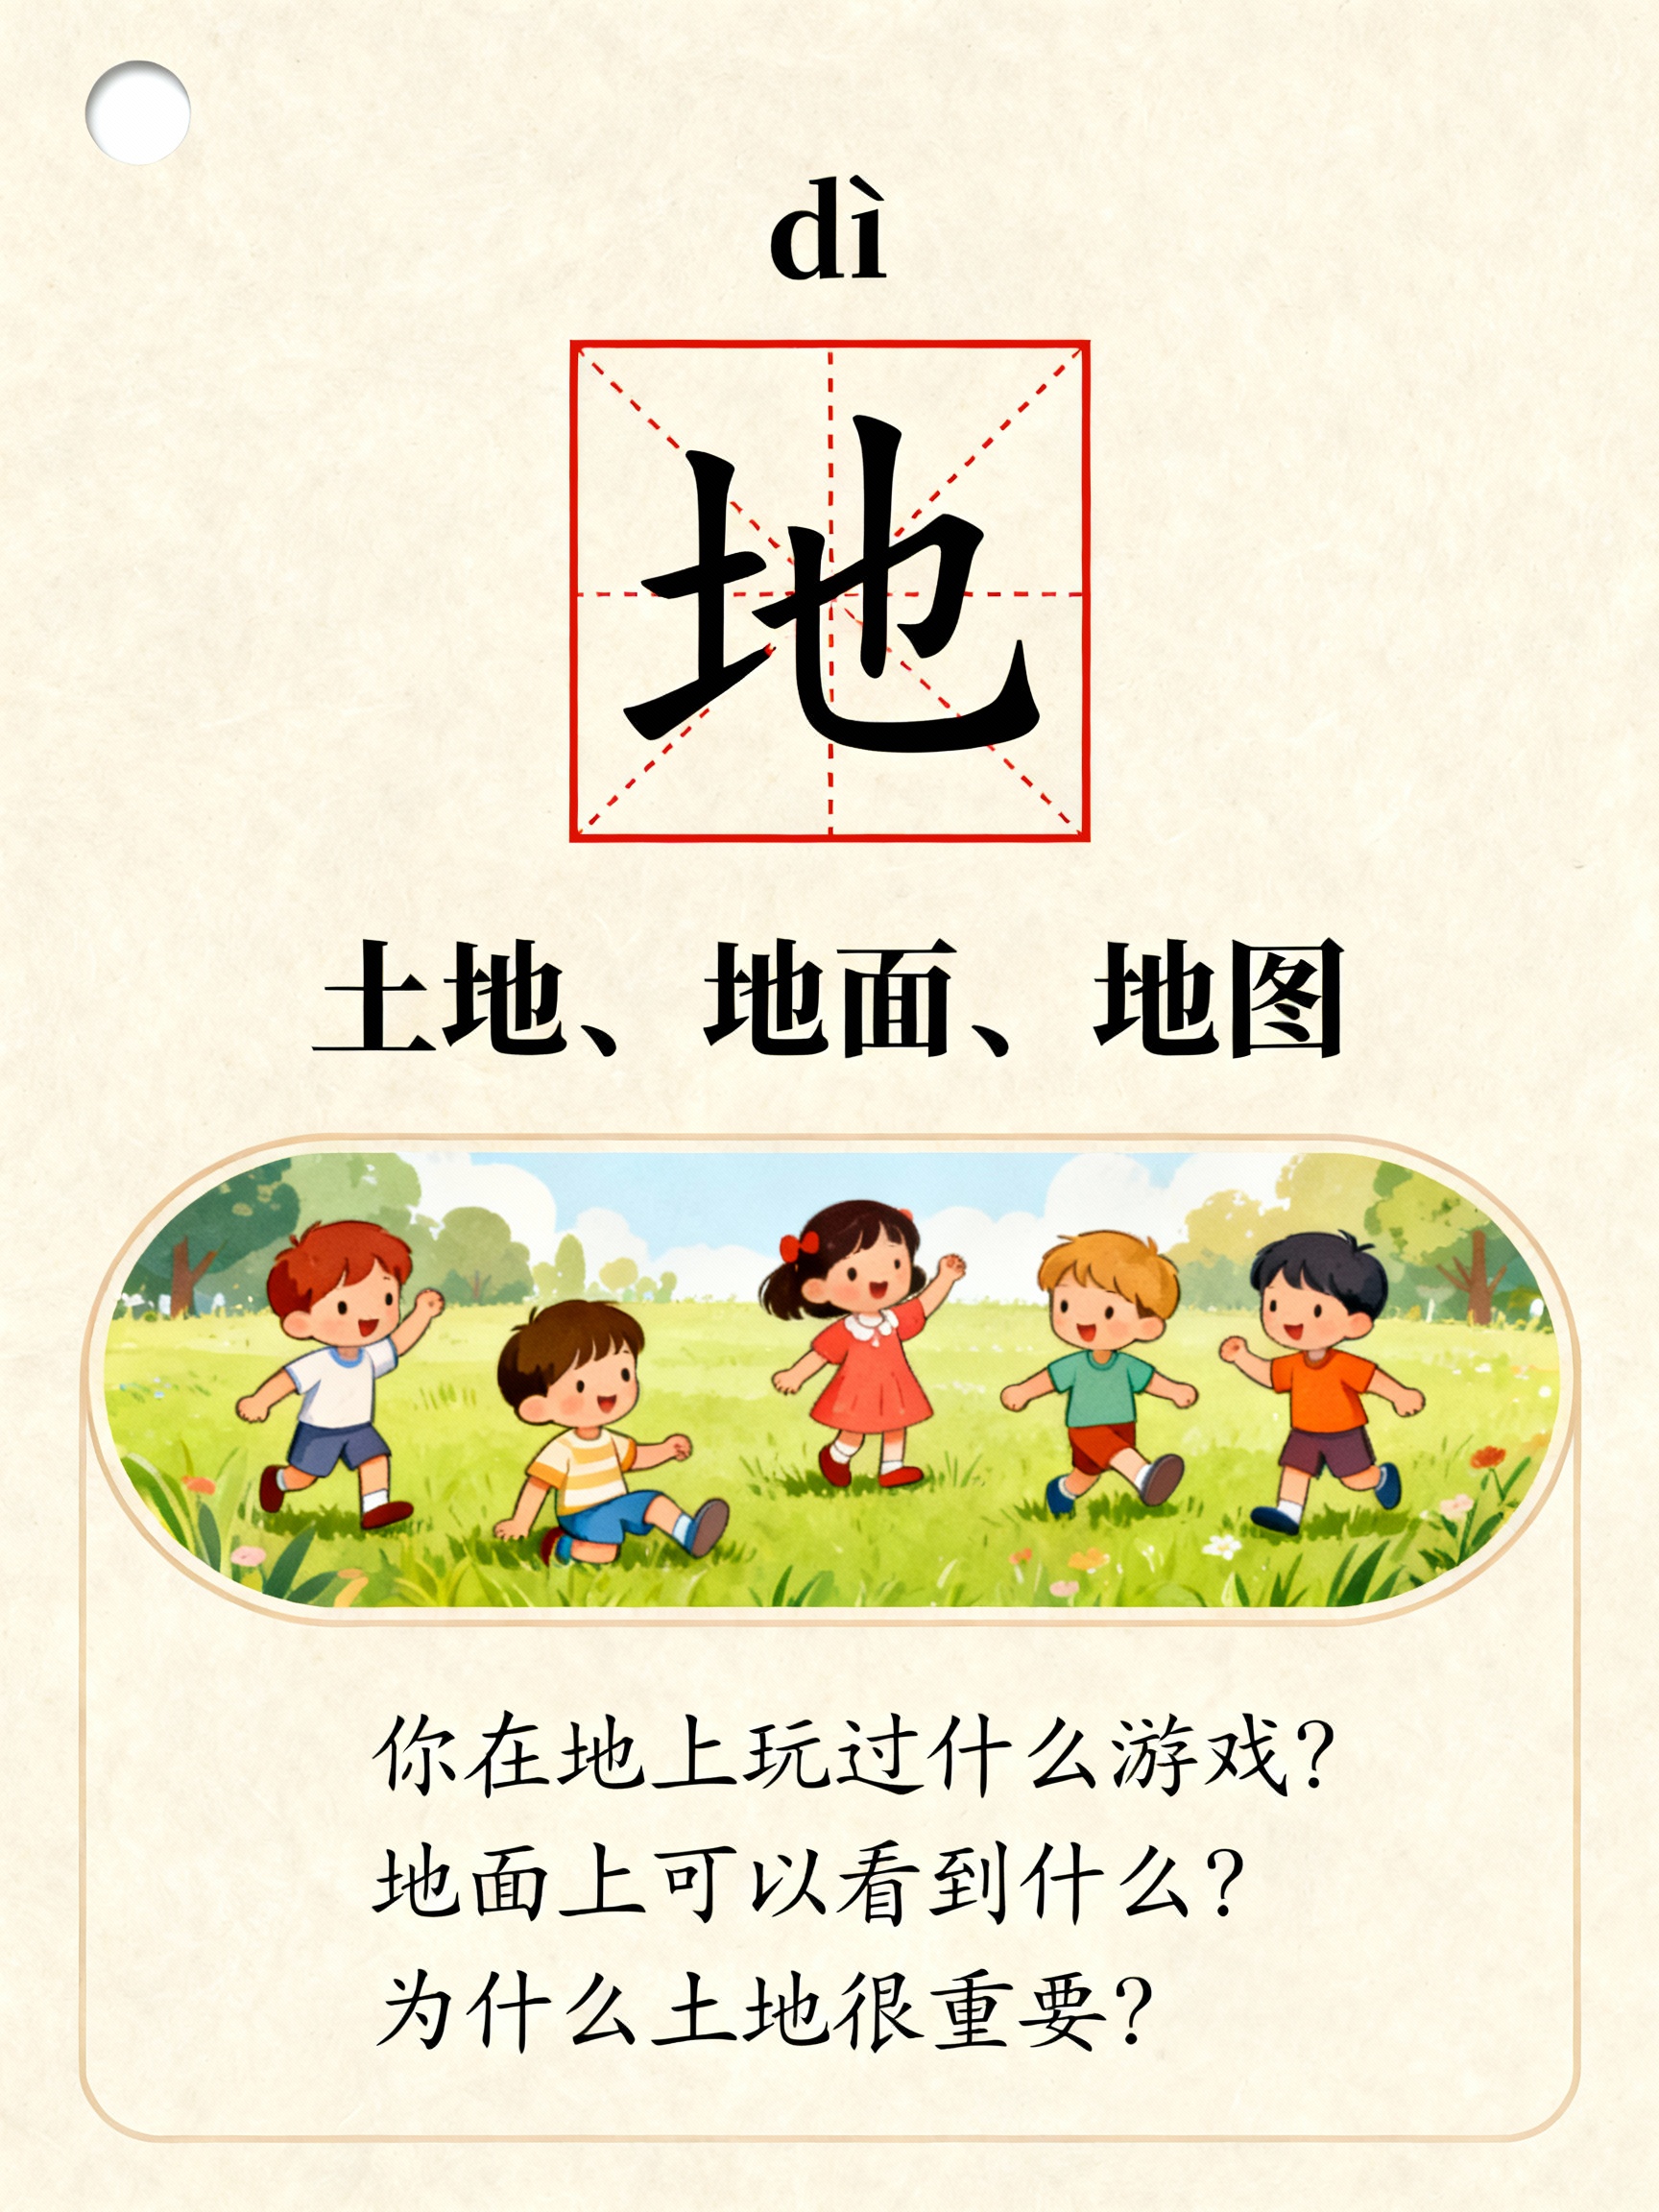 dì
地
土地、地面、地图
你在地上玩过什么游戏？
地面上可以看到什么？
为什么土地很重要？